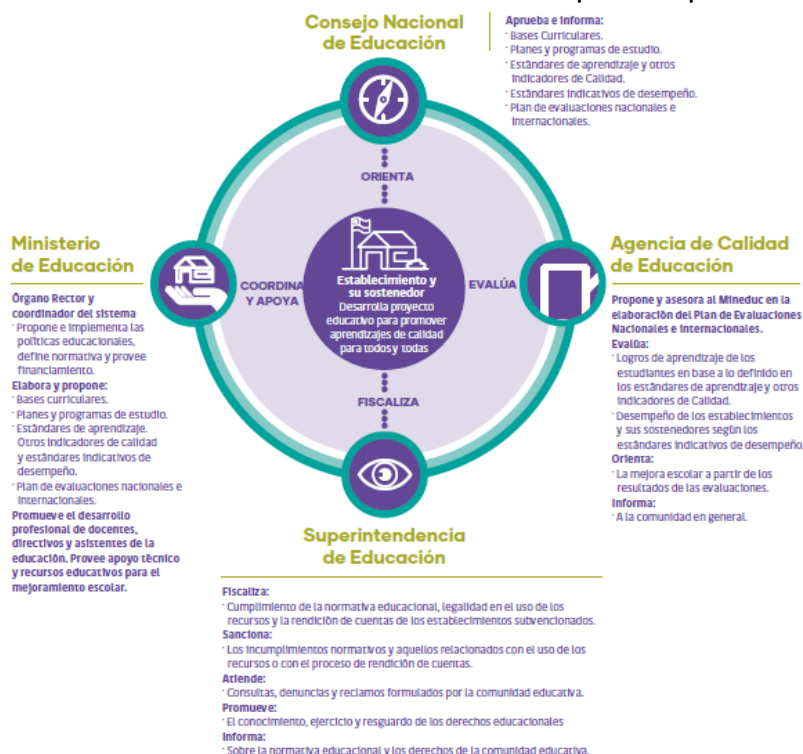 Consejo Nacional
de Educación
Aprueba e Informa:
· Bases Curriculares.
· Planes y programas de estudio.
· Estándares de aprendizaje y otros
Indicadores de Calidad.
· Estándares Indicativos de desempeño.
· Plan de evaluaciones nacionales e
Internacionales.
ORIENTA
Ministerio
de Educación
Órgano Rector y
coordinador del sistema
· Propone e implementa las
políticas educacionales,
define normativa y provee
financiamiento.
Elabora y propone:
· Bases curriculares.
· Planes y programas de estudio.
· Estándares de aprendizaje.
Otros Indicadores de calidad
y estándares Indicativos de
desempeño.
· Plan de evaluaciones nacionales e
Internacionales.
Promueve el desarrollo
profesional de docentes,
directivos y asistentes de la
educación. Provee apoyo técnico
y recursos educativos para el
mejoramiento escolar.
COORDINA
Y APOYA
Establecimiento y
su sostenedor
Desarrolla proyecto
educativo para promover
aprendizajes de calidad
para todos y todas
EVALÚA
Agencia de Calidad
de Educación
Propone y asesora al Mineduc en la
elaboración del Plan de Evaluaciones
Nacionales e Internacionales.
Evalúa:
· Logros de aprendizaje de los
estudiantes en base a lo definido en
los estándares de aprendizaje y otros
Indicadores de Calidad.
· Desempeño de los establecimientos
y sus sostenedores según los
estándares Indicativos de desempeño.
Orienta:
· La mejora escolar a partir de los
resultados de las evaluaciones.
Informa:
· A la comunidad en general.
FISCALIZA
Superintendencia
de Educación
Fiscaliza:
· Cumplimiento de la normativa educacional, legalidad en el uso de los
recursos y la rendición de cuentas de los establecimientos subvencionados.
Sanciona:
· Los incumplimientos normativos y aquellos relacionados con el uso de los
recursos o con el proceso de rendición de cuentas.
Atiende:
· Consultas, denuncias y reclamos formulados por la comunidad educativa.
Promueve:
· El conocimiento, ejercicio y resguardo de los derechos educacionales
Informa:
· Sobre la normativa educacional y los derechos de la comunidad educativa.